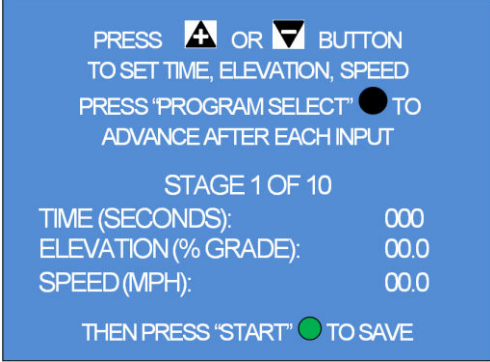 PRESS + OR - BUTTON
TO SET TIME, ELEVATION, SPEED
PRESS "PROGRAM SELECT" TO
ADVANCE AFTER EACH INPUT
STAGE 1 OF 10
TIME (SECONDS): 000
ELEVATION (% GRADE): 00.0
SPEED (MPH): 00.0
THEN PRESS "START" TO SAVE